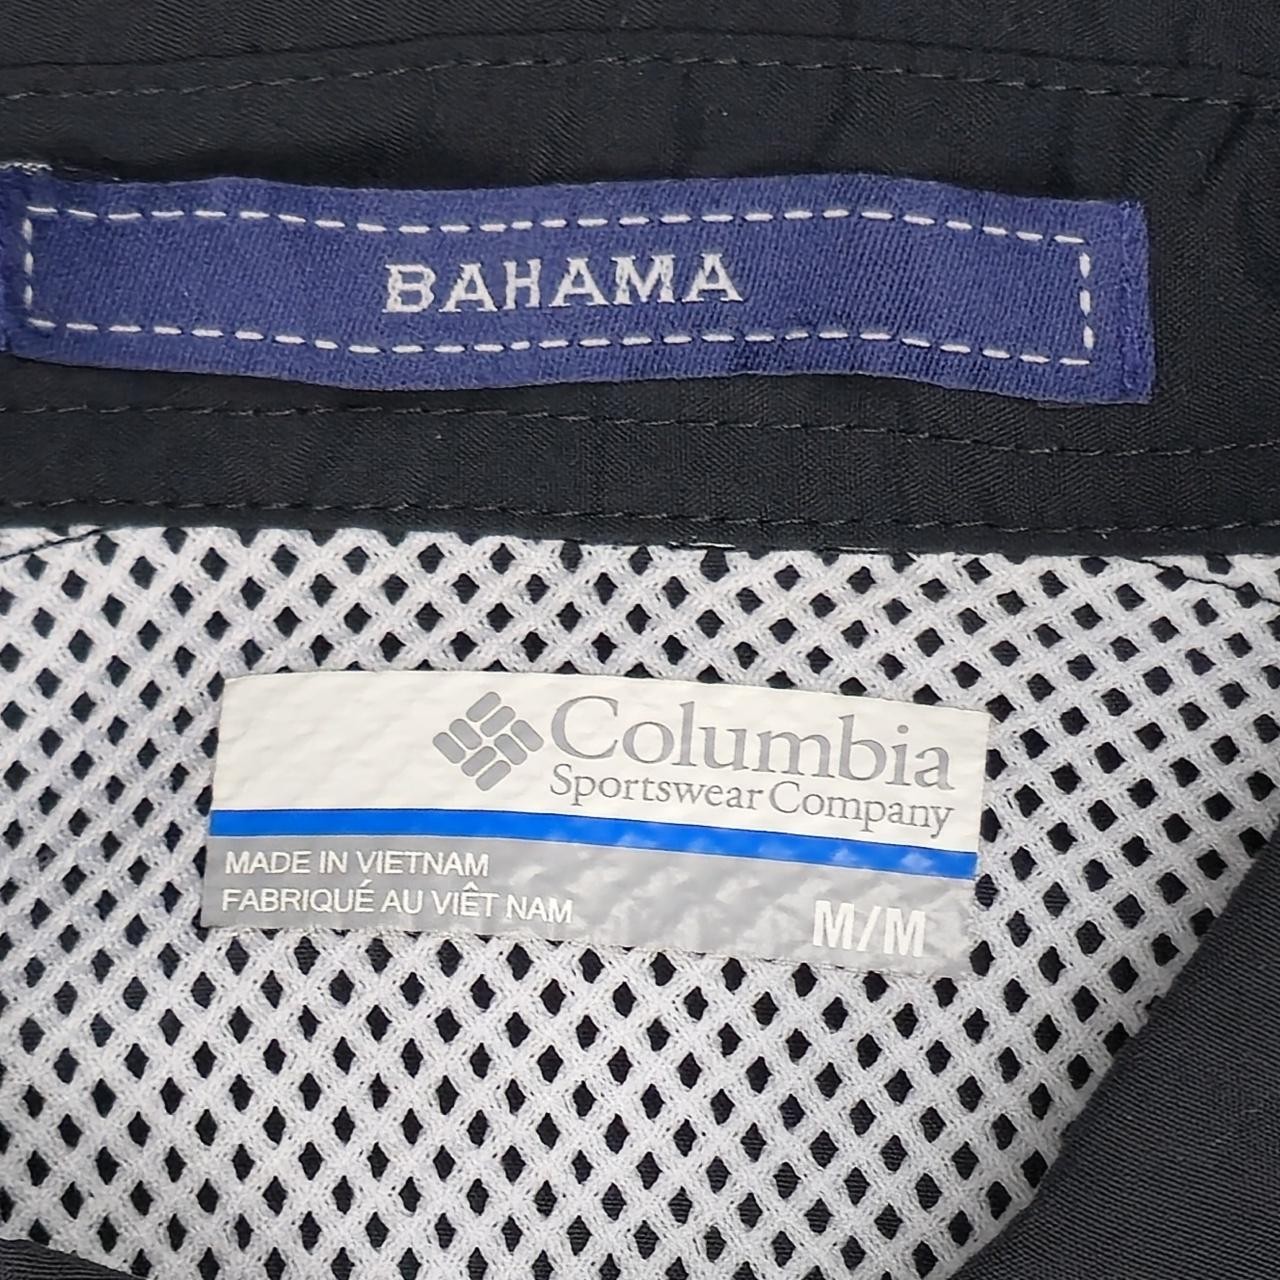 BAHAMA
Columbia
Sportswear Company
MADE IN VIETNAM
FABRIQUÉ AU VIÊT NAM
M/M